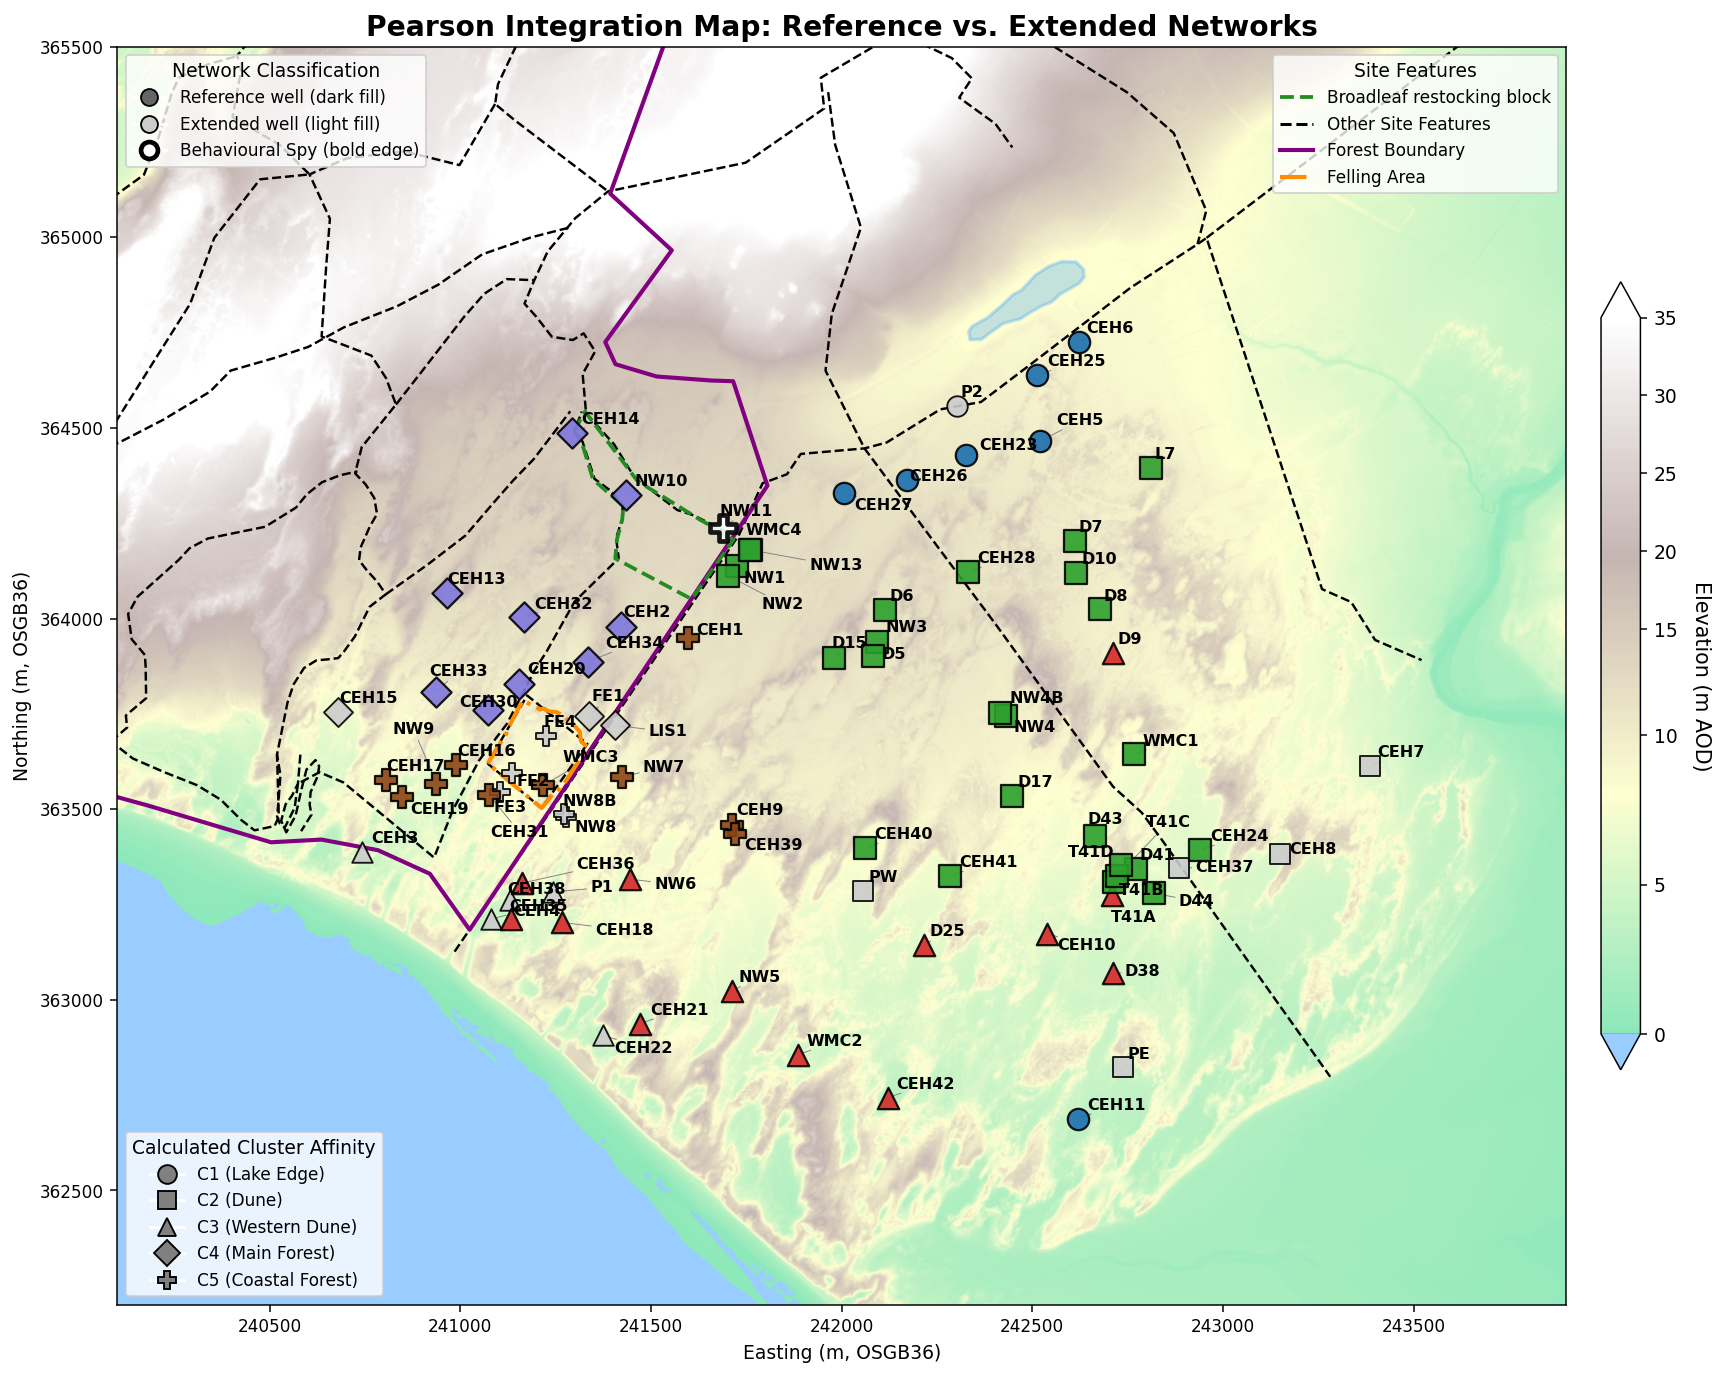 Pearson Integration Map: Reference vs. Extended Networks
Network Classification
Reference well (dark fill)
Extended well (light fill)
Behavioural Spy (bold edge)
Site Features
Broadleaf restocking block
Other Site Features
Forest Boundary
Felling Area
Calculated Cluster Affinity
C1 (Lake Edge)
C2 (Dune)
C3 (Western Dune)
C4 (Main Forest)
C5 (Coastal Forest)
CEH6
CEH25
P2
CEH14
CEH5
CEH23
L7
CEH26
NW10
CEH27
NW11
WMC4
D7
CEH28
D10
NW13
CEH13
NW1
CEH32
NW2
D6
D8
CEH2
CEH1
NW3
CEH34
D15
D9
D5
CEH33
CEH20
CEH15
CEH30
FE1
NW4B
FE4
NW9
LIS1
NW4
CEH16
WMC3
WMC1
CEH7
CEH17
NW7
FE2
D17
CEH19
FE3
NW8B
CEH9
NW8
CEH31
D43
T41C
CEH3
CEH39
CEH40
CEH24
T41D
D41
CEH8
CEH36
CEH41
CEH37
PW
NW6
P1
CEH38
T41B
D44
CEH35
CEH4
T41A
CEH18
D25
CEH10
NW5
D38
CEH21
CEH22
WMC2
PE
CEH42
CEH11
365500
365000
364500
364000
363500
363000
362500
240500
241000
241500
242000
242500
243000
243500
Easting (m, OSGB36)
Northing (m, OSGB36)
35
30
25
20
15
10
5
0
Elevation (m AOD)